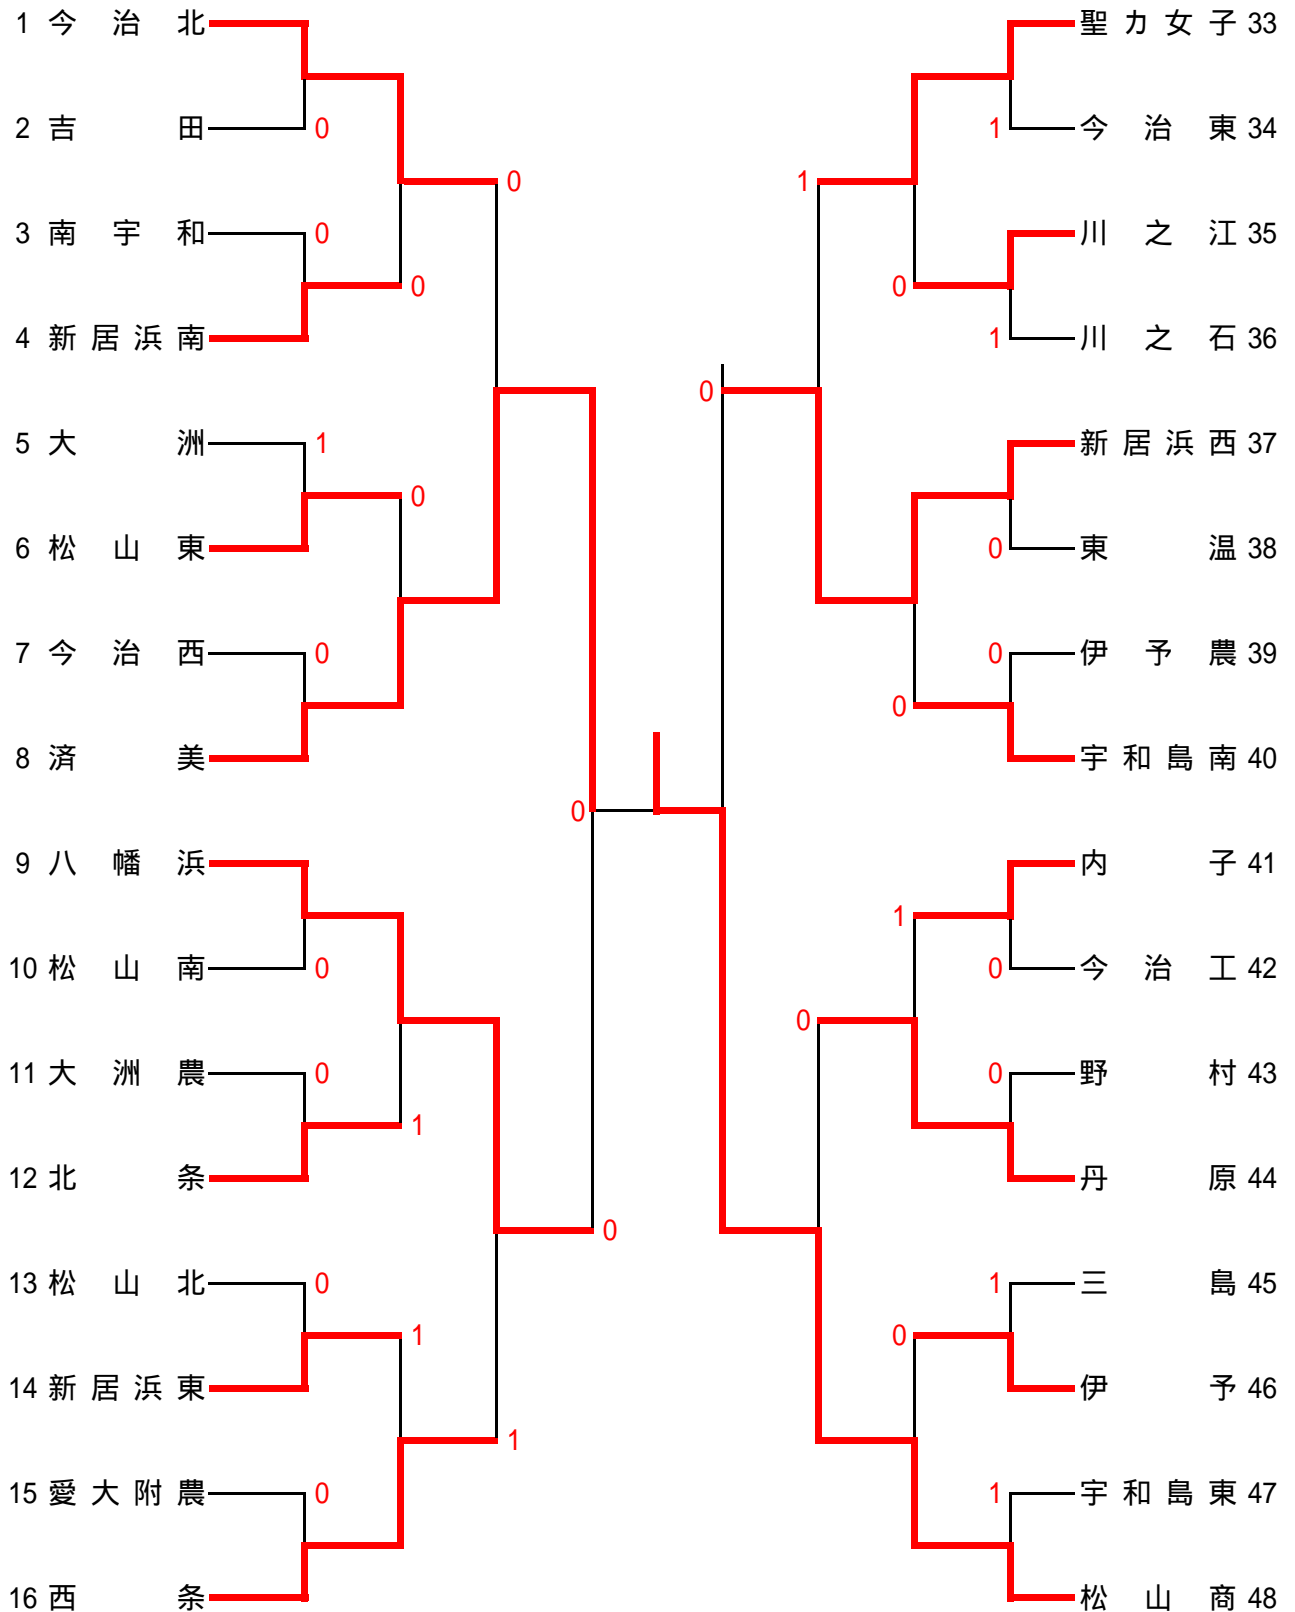 1 今治北
2 吉田
0
3 南宇和
0
4 新居浜南
0
0
5 大洲
1
6 松山東
0
7 今治西
0
8 済美
9 八幡浜
10 松山南
0
11 大洲農
0
12 北条
1
13 松山北
0
14 新居浜東
1
15 愛大附農
0
16 西条
1
0
0
聖カ女子 33
今治東 34
1
川之江 35
川之石 36
1
0
1
新居浜西 37
東温 38
0
伊予農 39
0
宇和島南 40
0
0
内子 41
今治工 42
0
1
野村 43
0
丹原 44
0
三島 45
1
伊予 46
0
宇和島東 47
1
松山商 48